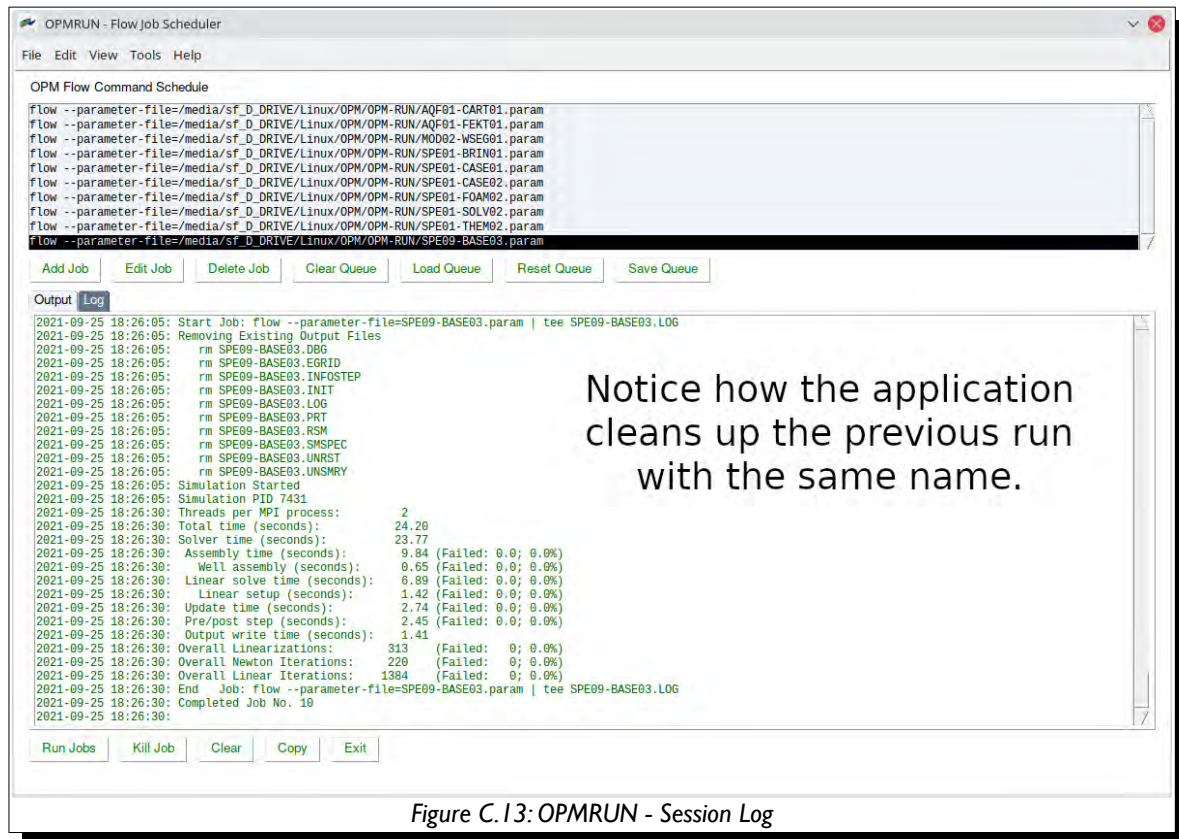 OPMRUN - Flow Job Scheduler
File Edit View Tools Help
OPM Flow Command Schedule
flow --parameter-file=/media/sf_D_DRIVE/Linux/OPM/OPM-RUN/AQF01-CART01.param
flow --parameter-file=/media/sf_D_DRIVE/Linux/OPM/OPM-RUN/AQF01-FEKT01.param
flow --parameter-file=/media/sf_D_DRIVE/Linux/OPM/OPM-RUN/MOD02-WSEG01.param
flow --parameter-file=/media/sf_D_DRIVE/Linux/OPM/OPM-RUN/SPE01-BRIN01.param
flow --parameter-file=/media/sf_D_DRIVE/Linux/OPM/OPM-RUN/SPE01-CASE01.param
flow --parameter-file=/media/sf_D_DRIVE/Linux/OPM/OPM-RUN/SPE01-CASE02.param
flow --parameter-file=/media/sf_D_DRIVE/Linux/OPM/OPM-RUN/SPE01-FOAM02.param
flow --parameter-file=/media/sf_D_DRIVE/Linux/OPM/OPM-RUN/SPE01-SOLV02.param
flow --parameter-file=/media/sf_D_DRIVE/Linux/OPM/OPM-RUN/SPE01-THEM02.param
flow --parameter-file=/media/sf_D_DRIVE/Linux/OPM/OPM-RUN/SPE09-BASE03.param
Add Job Edit Job Delete Job Clear Queue Load Queue Reset Queue Save Queue
Output Log
2021-09-25 18:26:05: Start Job: flow --parameter-file=SPE09-BASE03.param | tee SPE09-BASE03.LOG
2021-09-25 18:26:05: Removing Existing Output Files
2021-09-25 18:26:05: rm SPE09-BASE03.DBG
2021-09-25 18:26:05: rm SPE09-BASE03.EGRID
2021-09-25 18:26:05: rm SPE09-BASE03.INFOSTEP
2021-09-25 18:26:05: rm SPE09-BASE03.INIT
2021-09-25 18:26:05: rm SPE09-BASE03.LOG
2021-09-25 18:26:05: rm SPE09-BASE03.PRT
2021-09-25 18:26:05: rm SPE09-BASE03.RSM
2021-09-25 18:26:05: rm SPE09-BASE03.SMSPEC
2021-09-25 18:26:05: rm SPE09-BASE03.UNRST
2021-09-25 18:26:05: rm SPE09-BASE03.UNSMRY
2021-09-25 18:26:05: Simulation Started
2021-09-25 18:26:05: Simulation PID 7431
2021-09-25 18:26:30: Threads per MPI process: 2
2021-09-25 18:26:30: Total time (seconds): 24.20
2021-09-25 18:26:30: Solver time (seconds): 23.77
2021-09-25 18:26:30: Assembly time (seconds): 9.84 (Failed: 0.0; 0.0%)
2021-09-25 18:26:30: Well assembly (seconds): 0.65 (Failed: 0.0; 0.0%)
2021-09-25 18:26:30: Linear solve time (seconds): 6.89 (Failed: 0.0; 0.0%)
2021-09-25 18:26:30: Linear setup (seconds): 1.42 (Failed: 0.0; 0.0%)
2021-09-25 18:26:30: Update time (seconds): 2.74 (Failed: 0.0; 0.0%)
2021-09-25 18:26:30: Pre/post step (seconds): 2.45 (Failed: 0.0; 0.0%)
2021-09-25 18:26:30: Output write time (seconds): 1.41
2021-09-25 18:26:30: Overall Linearizations: 313 (Failed: 0; 0.0%)
2021-09-25 18:26:30: Overall Newton Iterations: 220 (Failed: 0; 0.0%)
2021-09-25 18:26:30: Overall Linear Iterations: 1384 (Failed: 0; 0.0%)
2021-09-25 18:26:30: End Job: flow --parameter-file=SPE09-BASE03.param | tee SPE09-BASE03.LOG
2021-09-25 18:26:30: Completed Job No. 10
2021-09-25 18:26:30:
Notice how the application
cleans up the previous run
with the same name.
Run Jobs Kill Job Clear Copy Exit
Figure C.13: OPMRUN - Session Log